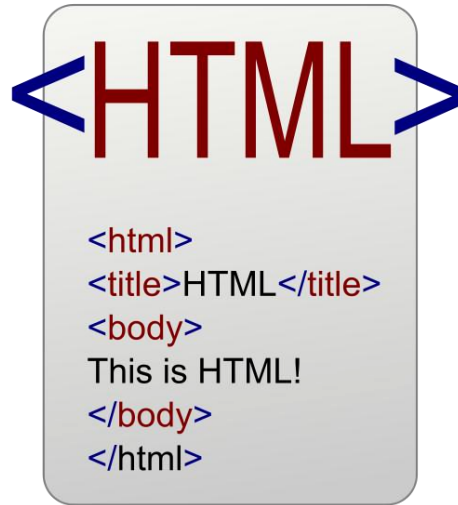 <HTML>
<html>
<title>HTML</title>
<body>
This is HTML!
</body>
</html>